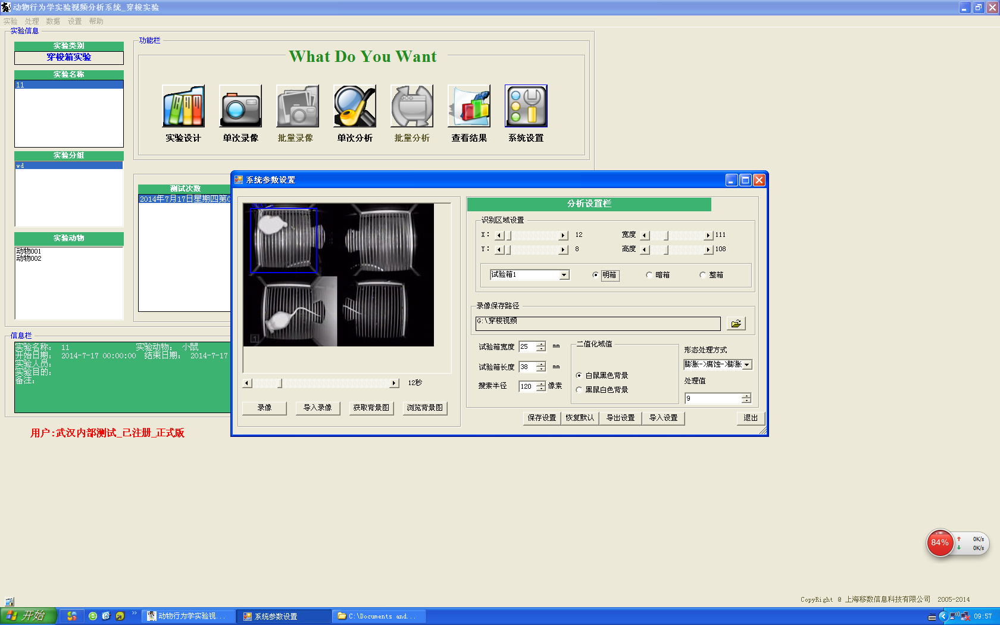 动物行为学实验视频分析系统_穿梭实验
实验 处理 数据 设置 帮助
实验信息
实验类别
穿梭箱实验
实验名称
11
实验分组
wd
实验动物
动物001
动物002
功能栏
What Do You Want
实验设计 单次录像 批量录像 单次分析 批量分析 查看结果 系统设置
测试次数
2014年7月17日星期四第
信息栏
实验名称: 11 实验动物: 小鼠
开始日期: 2014-7-17 00:00:00 结束日期: 2014-7-17
实验人员:
实验目的:
备注:
用户:武汉内部测试_已注册_正式版
系统参数设置
1
12秒
录像 导入录像 获取背景图 浏览背景图
分析设置栏
识别区域设置
X: 12 宽度 111
Y: 8 高度 108
试验箱1 明箱 暗箱 整箱
录像保存路径
G:\穿梭视频
试验箱宽度 25 mm
试验箱长度 38 mm
搜索半径 120 像素
二值化域值
白鼠黑色背景
黑鼠白色背景
形态处理方式
膨胀->腐蚀->膨胀
处理值
9
保存设置 恢复默认 导出设置 导入设置 退出
84% 0K/s
0K/s
CopyRight @ 上海移数信息科技有限公司 2005-2014
开始 动物行为学实验视... 系统参数设置 C:\Documents and... 09:57